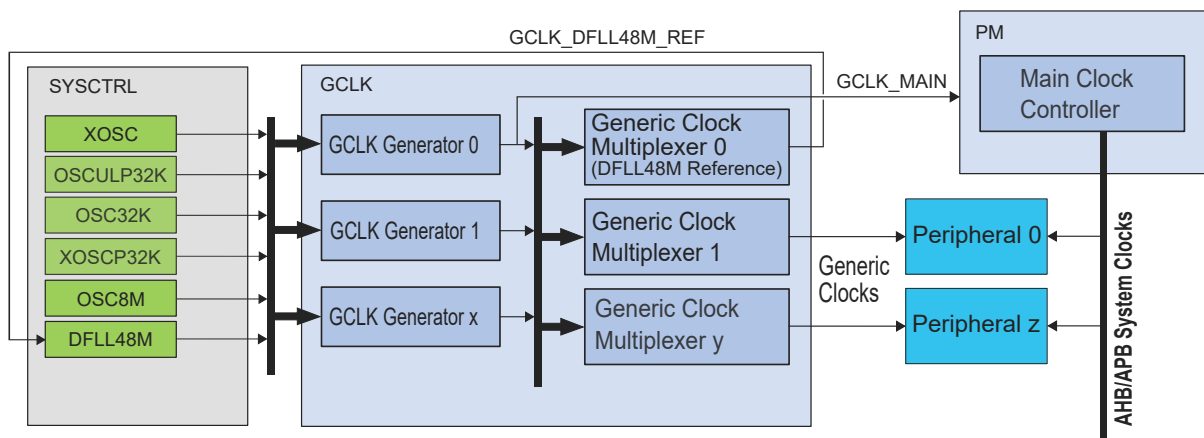 GCLK_DFLL48M_REF
SYSCTRL
XOSC
OSCULP32K
OSC32K
XOSCP32K
OSC8M
DFLL48M
GCLK
GCLK Generator 0
GCLK Generator 1
GCLK Generator x
Generic Clock
Multiplexer 0
(DFLL48M Reference)
Generic Clock
Multiplexer 1
Generic Clock
Multiplexer y
GCLK_MAIN
PM
Main Clock
Controller
Generic
Clocks
Peripheral 0
Peripheral z
AHB/APB System Clocks